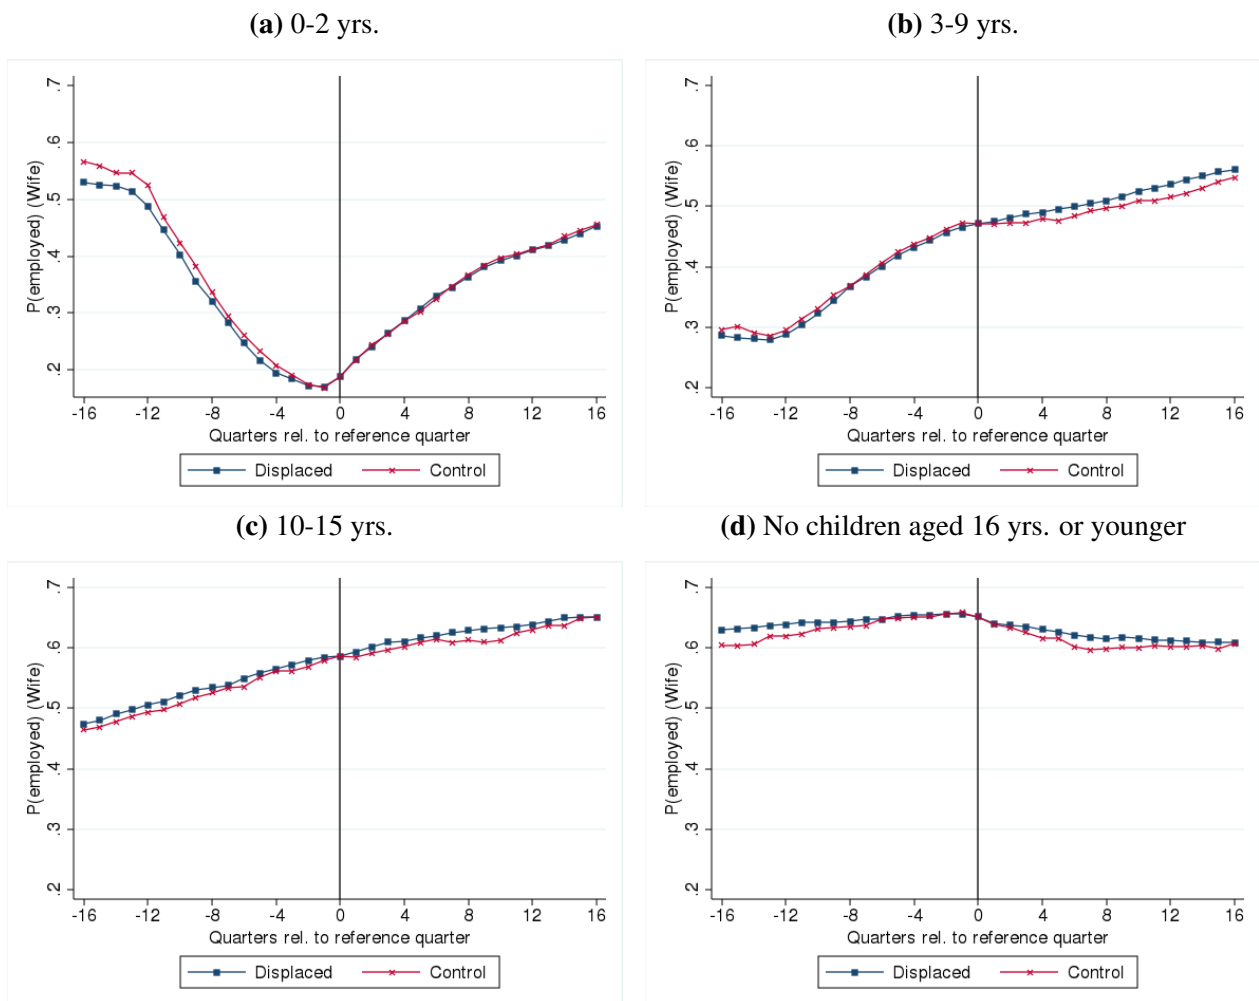 (a) 0-2 yrs.
P(employed) (Wife)
.7
.6
.5
.4
.3
.2
-16 -12 -8 -4 0 4 8 12 16
Quarters rel. to reference quarter
Displaced Control
(b) 3-9 yrs.
P(employed) (Wife)
.7
.6
.5
.4
.3
.2
-16 -12 -8 -4 0 4 8 12 16
Quarters rel. to reference quarter
Displaced Control
(c) 10-15 yrs.
P(employed) (Wife)
.7
.6
.5
.4
.3
.2
-16 -12 -8 -4 0 4 8 12 16
Quarters rel. to reference quarter
Displaced Control
(d) No children aged 16 yrs. or younger
P(employed) (Wife)
.7
.6
.5
.4
.3
.2
-16 -12 -8 -4 0 4 8 12 16
Quarters rel. to reference quarter
Displaced Control